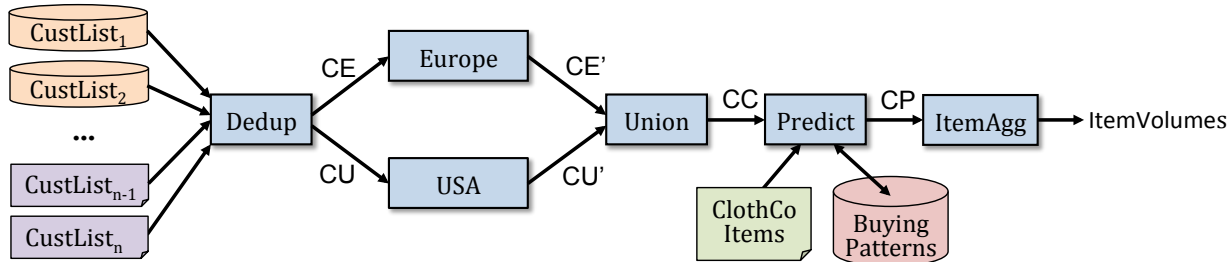 CustList1
CustList2
...
CustListn-1
CustListn
Dedup
CE
CU
Europe
USA
CE’
CU’
Union
CC
Predict
CP
ItemAgg
ItemVolumes
ClothCo
Items
Buying
Patterns